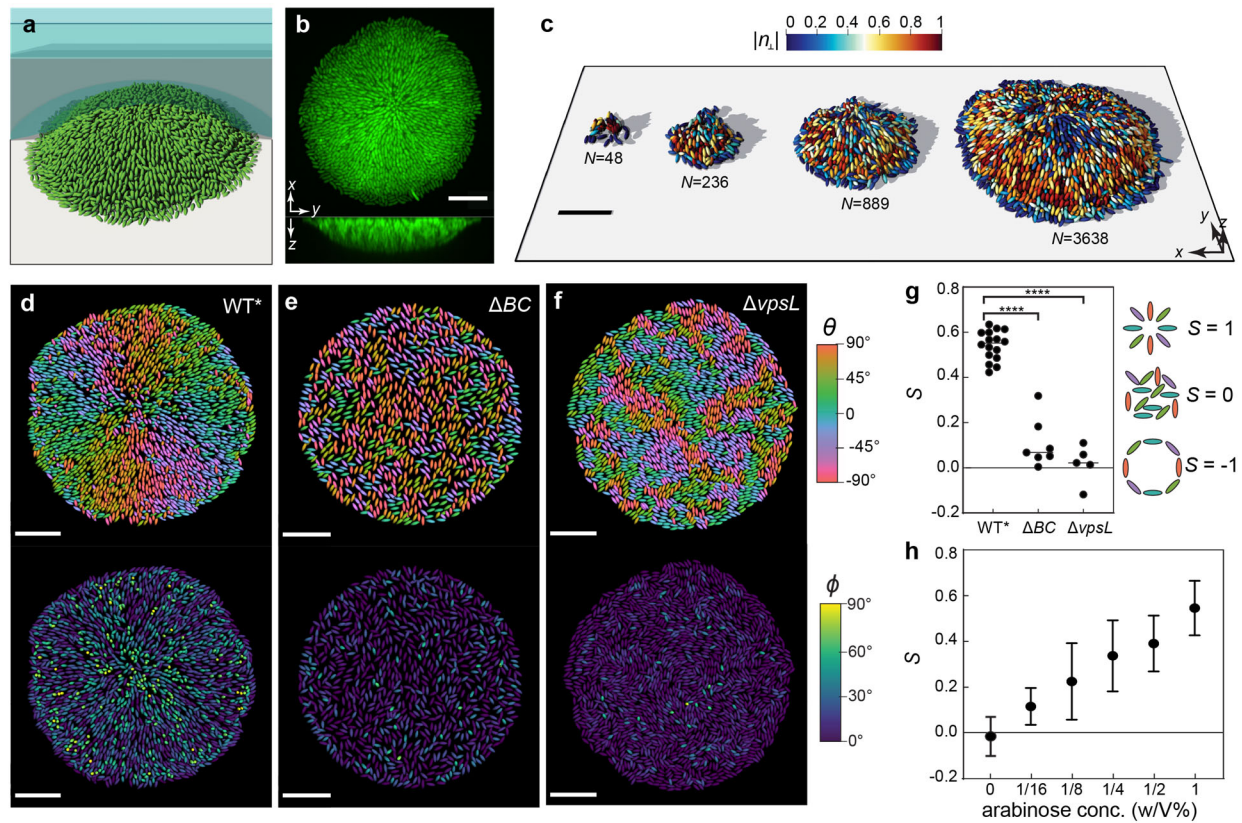 a
b
x
y
z
c
|n⊥|
0 0.2 0.4 0.6 0.8 1
N=48
N=236
N=889
N=3638
y
z
x
d
WT*
e
ΔBC
f
ΔvpsL
θ
90°
45°
0
-45°
-90°
ϕ
90°
60°
30°
0°
g
****
****
0.8
0.6
0.4
0.2
0.0
-0.2
S
WT* ΔBC ΔvpsL
S = 1
S = 0
S = -1
h
0.8
0.6
0.4
0.2
0.0
-0.2
S
0 1/16 1/8 1/4 1/2 1
arabinose conc. (w/V%)